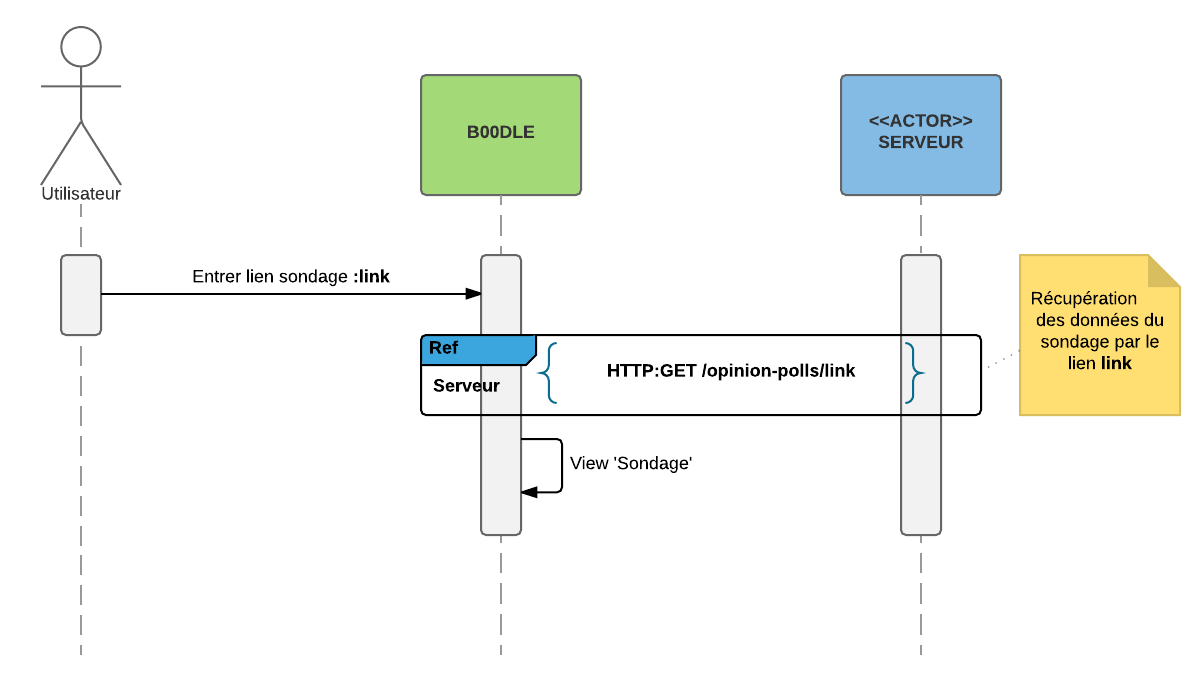 Utilisateur
B00DLE
<<ACTOR>>
SERVEUR
Entrer lien sondage :link
Ref
Serveur
HTTP:GET /opinion-polls/link
Récupération
des données du
sondage par le
lien link
View 'Sondage'